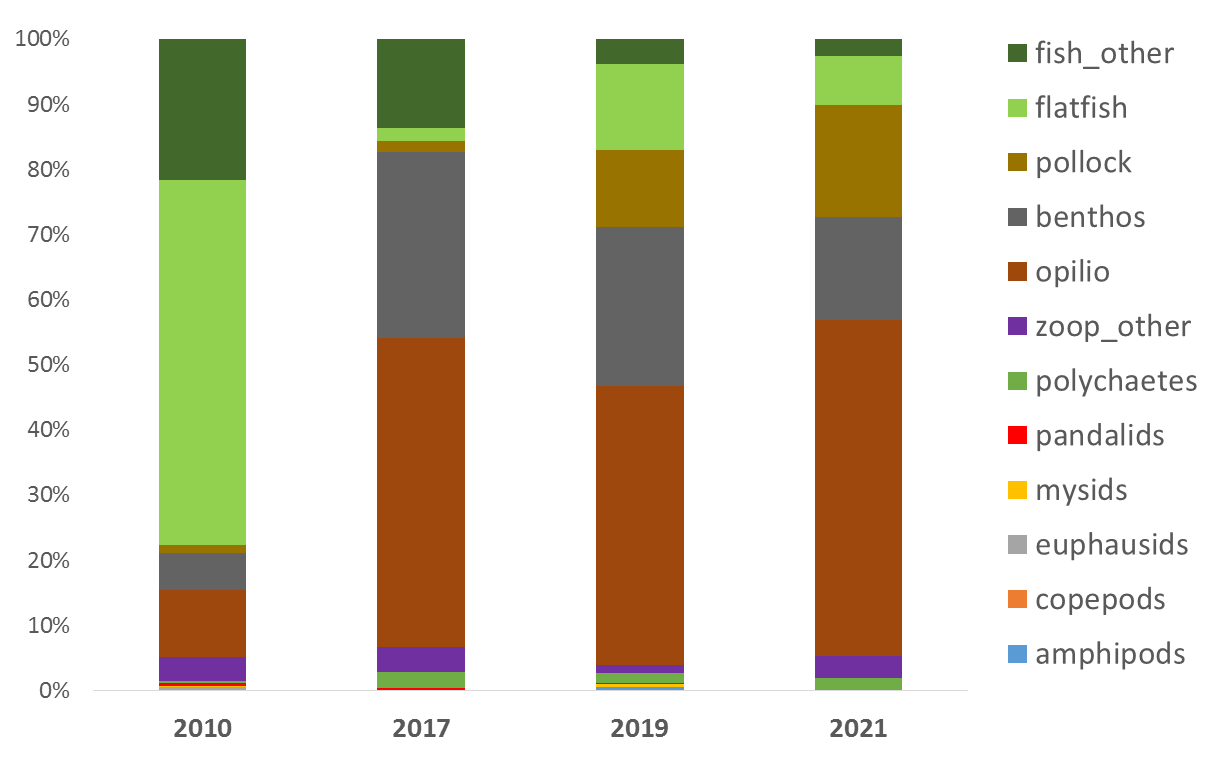 100%
90%
80%
70%
60%
50%
40%
30%
20%
10%
0%
2010 2017 2019 2021
fish_other
flatfish
pollock
benthos
opilio
zoop_other
polychaetes
pandalids
mysids
euphausids
copepods
amphipods